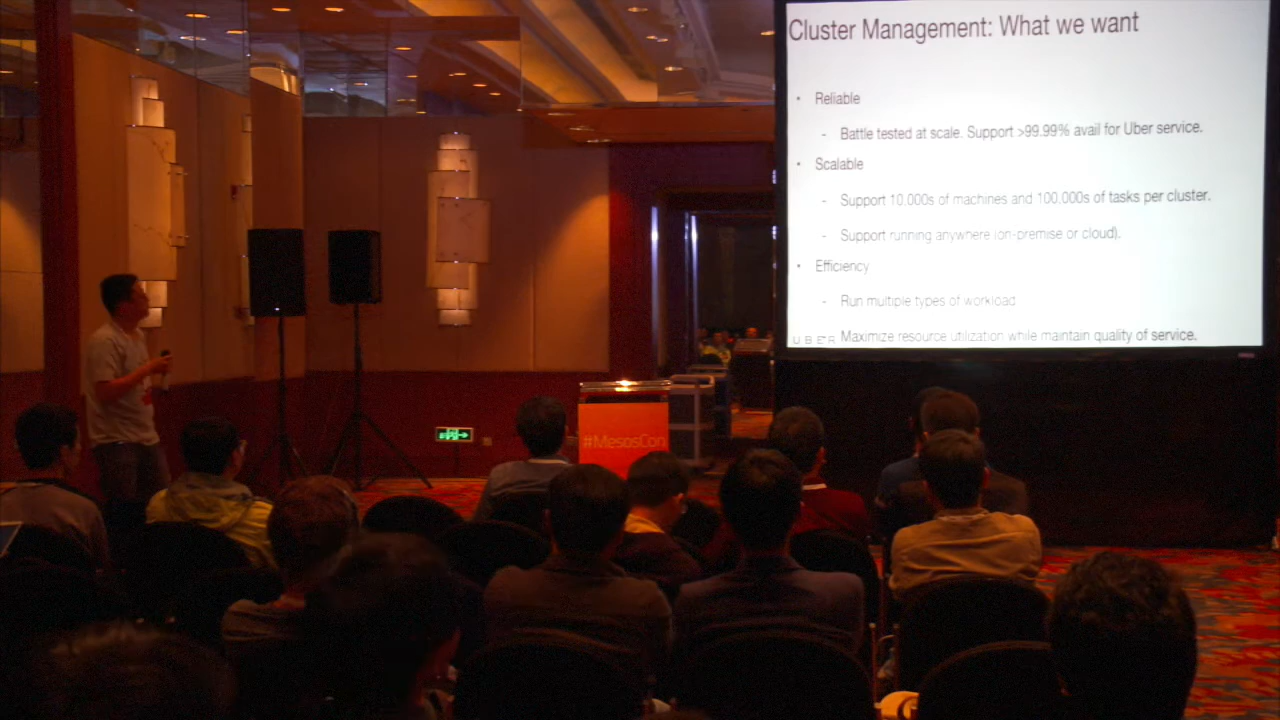 Cluster Management: What we want
• Reliable
- Battle tested at scale. Support >99.99% avail for Uber service.
• Scalable
- Support 10,000s of machines and 100,000s of tasks per cluster.
- Support running anywhere (on-premise or cloud).
• Efficiency
- Run multiple types of workload
UBER Maximize resource utilization while maintain quality of service.
#MesosCon